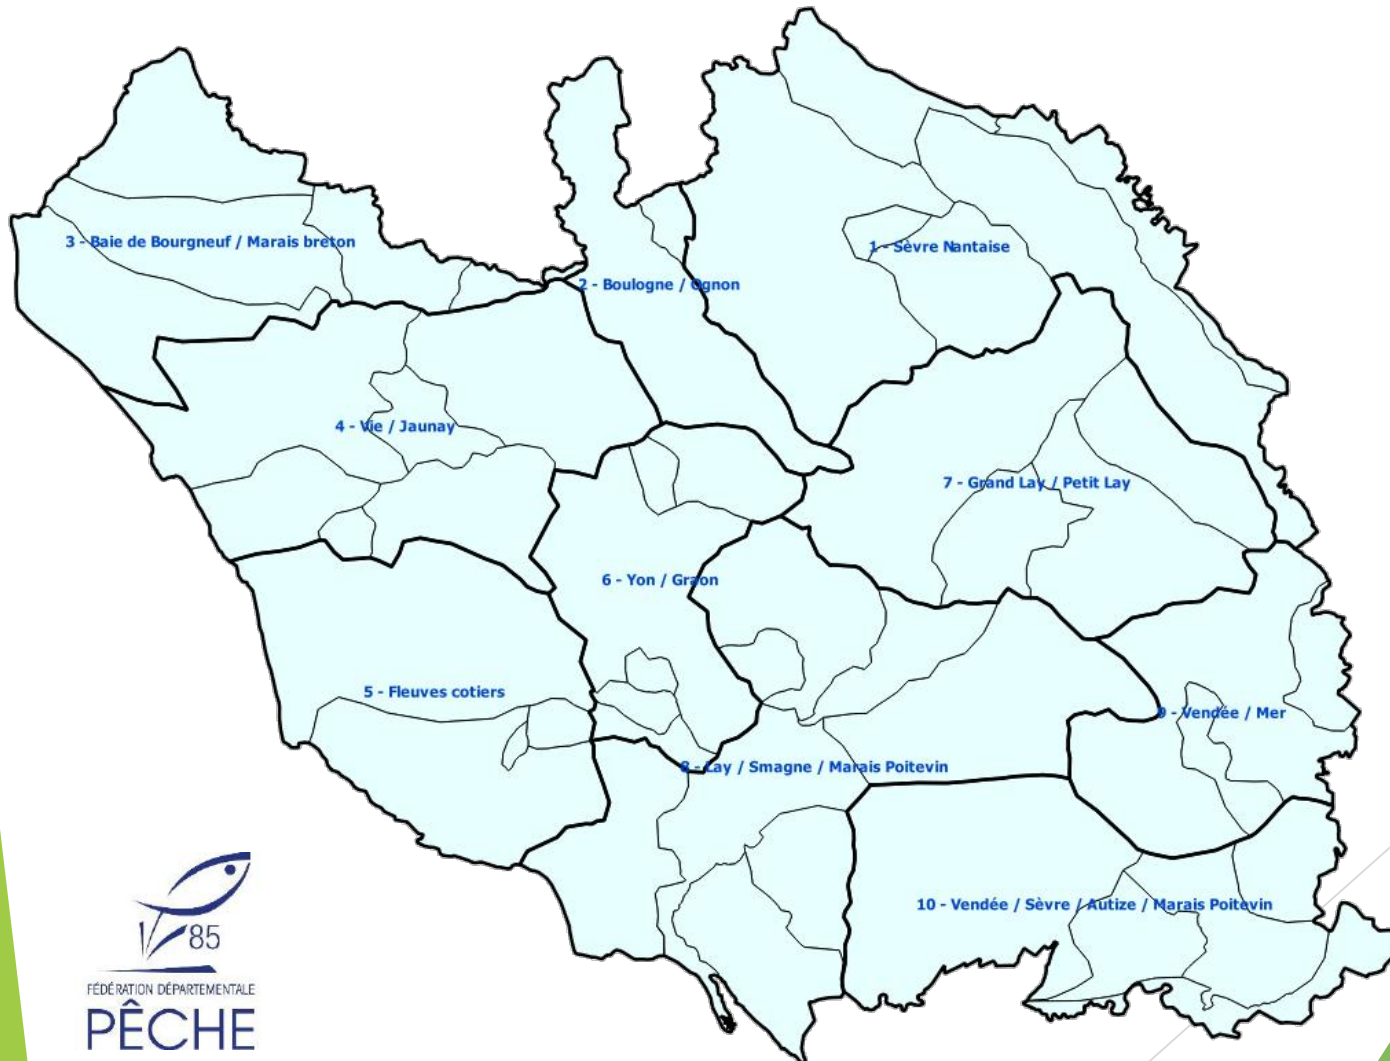 3 - Baie de Bourgneuf / Marais breton
1 - Sèvre Nantaise
2 - Boulogne / Ognon
4 - Vie / Jaunay
7 - Grand Lay / Petit Lay
6 - Yon / Graon
5 - Fleuves cotiers
9 - Vendée / Mer
8 - Lay / Smagne / Marais Poitevin
10 - Vendée / Sèvre / Autize / Marais Poitevin
85
FÉDÉRATION DÉPARTEMENTALE
PÊCHE